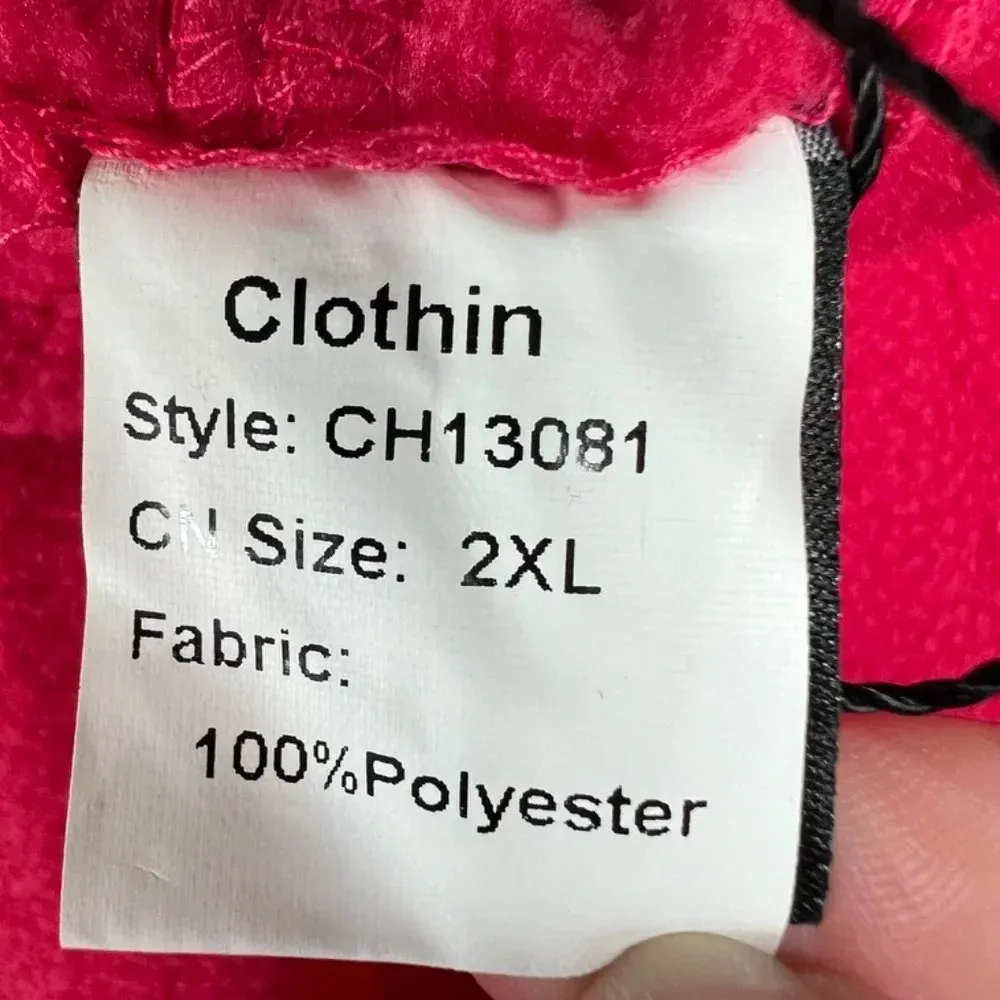 Clothin
Style: CH13081
CN Size: 2XL
Fabric:
100%Polyester